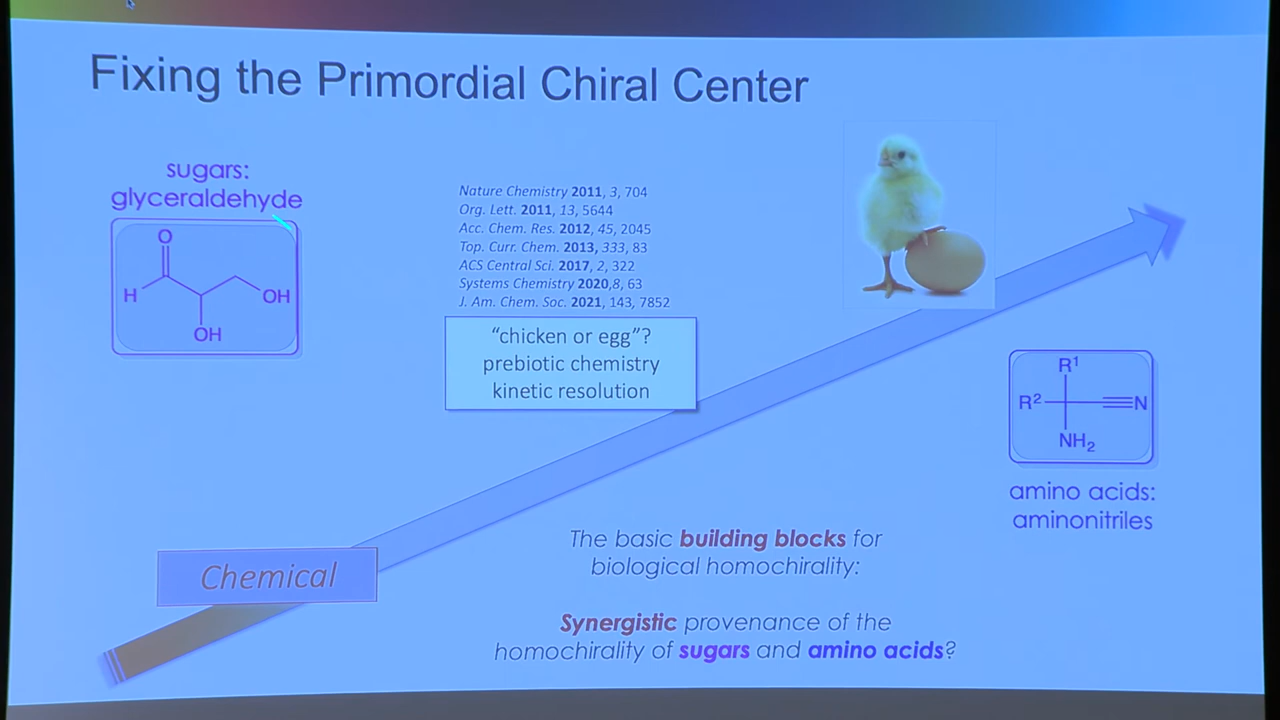 Fixing the Primordial Chiral Center
sugars:
glyceraldehyde
O
H
OH
OH
Nature Chemistry 2011, 3, 704
Org. Lett. 2011, 13, 5644
Acc. Chem. Res. 2012, 45, 2045
Top. Curr. Chem. 2013, 333, 83
ACS Central Sci. 2017, 2, 322
Systems Chemistry 2020,8, 63
J. Am. Chem. Soc. 2021, 143, 7852
“chicken or egg”?
prebiotic chemistry
kinetic resolution
R¹
R² N
NH₂
amino acids:
aminonitriles
Chemical
The basic building blocks for
biological homochirality:
Synergistic provenance of the
homochirality of sugars and amino acids?